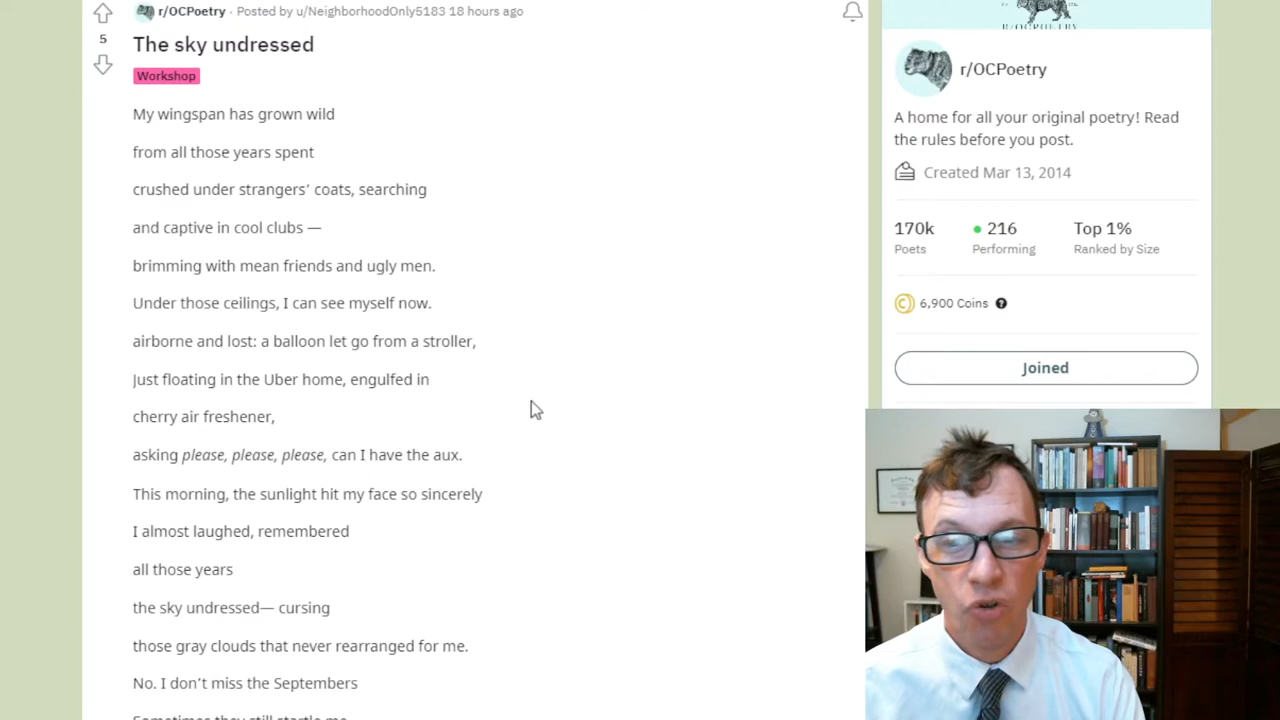 r/OCPoetry · Posted by u/NeighborhoodOnly5183 18 hours ago
5
The sky undressed
Workshop
My wingspan has grown wild
from all those years spent
crushed under strangers’ coats, searching
and captive in cool clubs —
brimming with mean friends and ugly men.
Under those ceilings, I can see myself now.
airborne and lost: a balloon let go from a stroller,
Just floating in the Uber home, engulfed in
cherry air freshener,
asking please, please, please, can I have the aux.
This morning, the sunlight hit my face so sincerely
I almost laughed, remembered
all those years
the sky undressed— cursing
those gray clouds that never rearranged for me.
No. I don’t miss the Septembers
Sometimes they still startle me
R/OCPOETRY
r/OCPoetry
A home for all your original poetry! Read
the rules before you post.
Created Mar 13, 2014
170k 216 Top 1%
Poets Performing Ranked by Size
6,900 Coins
Joined